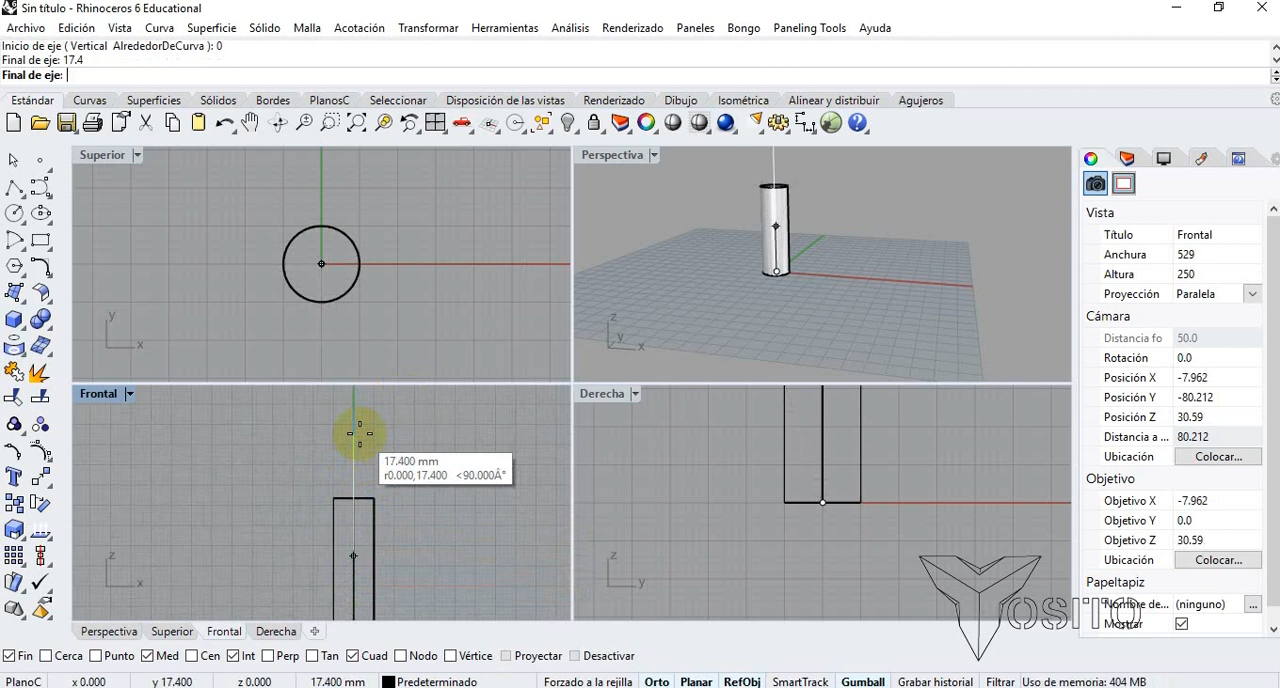 Sin título - Rhinoceros 6 Educational
Archivo Edición Vista Curva Superficie Sólido Malla Acotación Transformar Herramientas Análisis Renderizado Paneles Bongo Paneling Tools Ayuda
Inicio de eje ( Vertical AlrededorDeCurva ): 0
Final de eje: 17.4
Final de eje:
Estándar Curvas Superficies Sólidos Bordes PlanosC Seleccionar Disposición de las vistas Renderizado Dibujo Isométrica Alinear y distribuir Agujeros
Superior
y
x
Perspectiva
z
y
x
Frontal
17.400 mm
r0.000,17.400 <90.000Â°
z
x
Derecha
z
y
Vista
Título Frontal
Anchura 529
Altura 250
Proyección Paralela
Cámara
Distancia fo 50.0
Rotación 0.0
Posición X -7.962
Posición Y -80.212
Posición Z 30.59
Distancia a ... 80.212
Ubicación Colocar...
Objetivo
Objetivo X -7.962
Objetivo Y 0.0
Objetivo Z 30.59
Ubicación Colocar...
Papeltapiz
Nombre de... (ninguno) ...
Mostrar
YOSITO
Perspectiva Superior Frontal Derecha
Fin Cerca Punto Med Cen Int Perp Tan Cuad Nodo Vértice Proyectar Desactivar
PlanoC x 0.000 y 17.400 z 0.000 17.400 mm Predeterminado Forzado a la rejilla Orto Planar RefObj SmartTrack Gumball Grabar historial Filtrar Uso de memoria: 404 MB